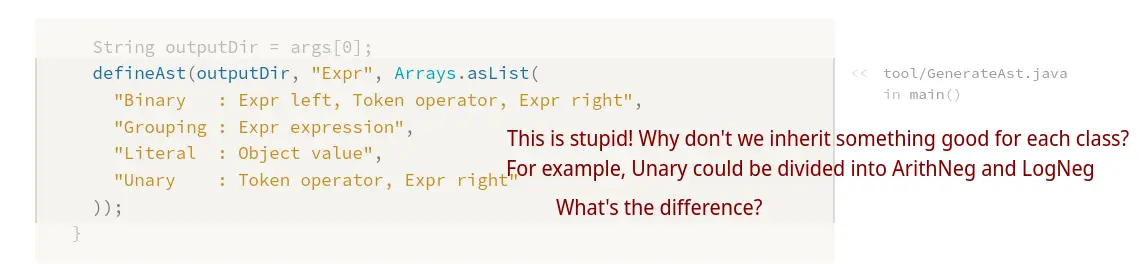 String outputDir = args[0];
defineAst(outputDir, "Expr", Arrays.asList(
<< tool/GenerateAst.java
in main()
"Binary   : Expr left, Token operator, Expr right",
"Grouping : Expr expression",
This is stupid! Why don't we inherit something good for each class?
"Literal  : Object value",
For example, Unary could be divided into ArithNeg and LogNeg
"Unary    : Token operator, Expr right"
));
What's the difference?
}